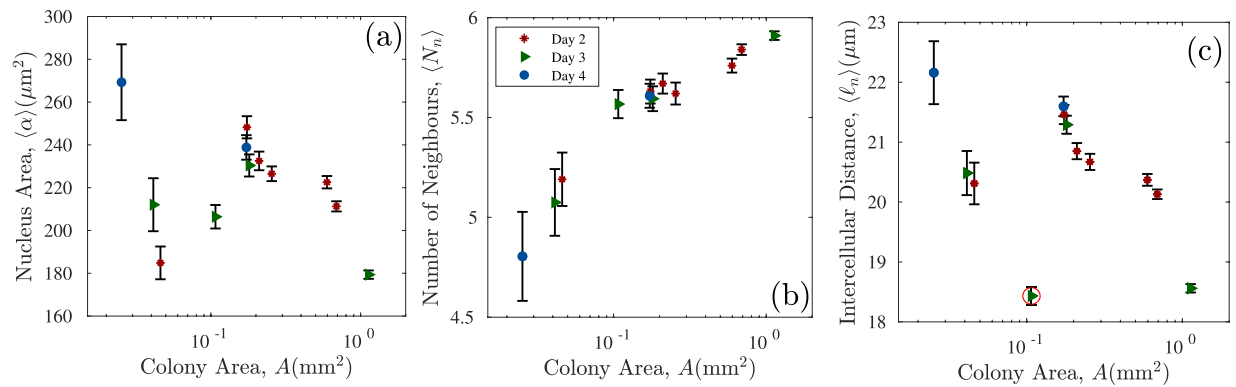 (a)
Nucleus Area, ⟨α⟩(μm²)
300
280
260
240
220
200
180
160
10⁻¹
10⁰
Colony Area, A(mm²)
(b)
Number of Neighbours, ⟨Nₙ⟩
6
5.5
5
4.5
Day 2
Day 3
Day 4
10⁻¹
10⁰
Colony Area, A(mm²)
(c)
Intercellular Distance, ⟨ℓₙ⟩(μm)
23
22
21
20
19
18
10⁻¹
10⁰
Colony Area, A(mm²)